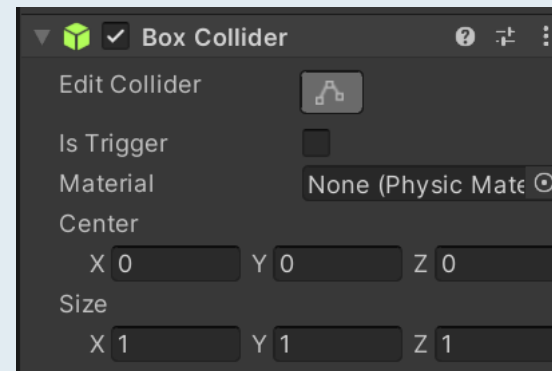 Box Collider
Edit Collider
Is Trigger
Material None (Physic Mate
Center
X 0 Y 0 Z 0
Size
X 1 Y 1 Z 1